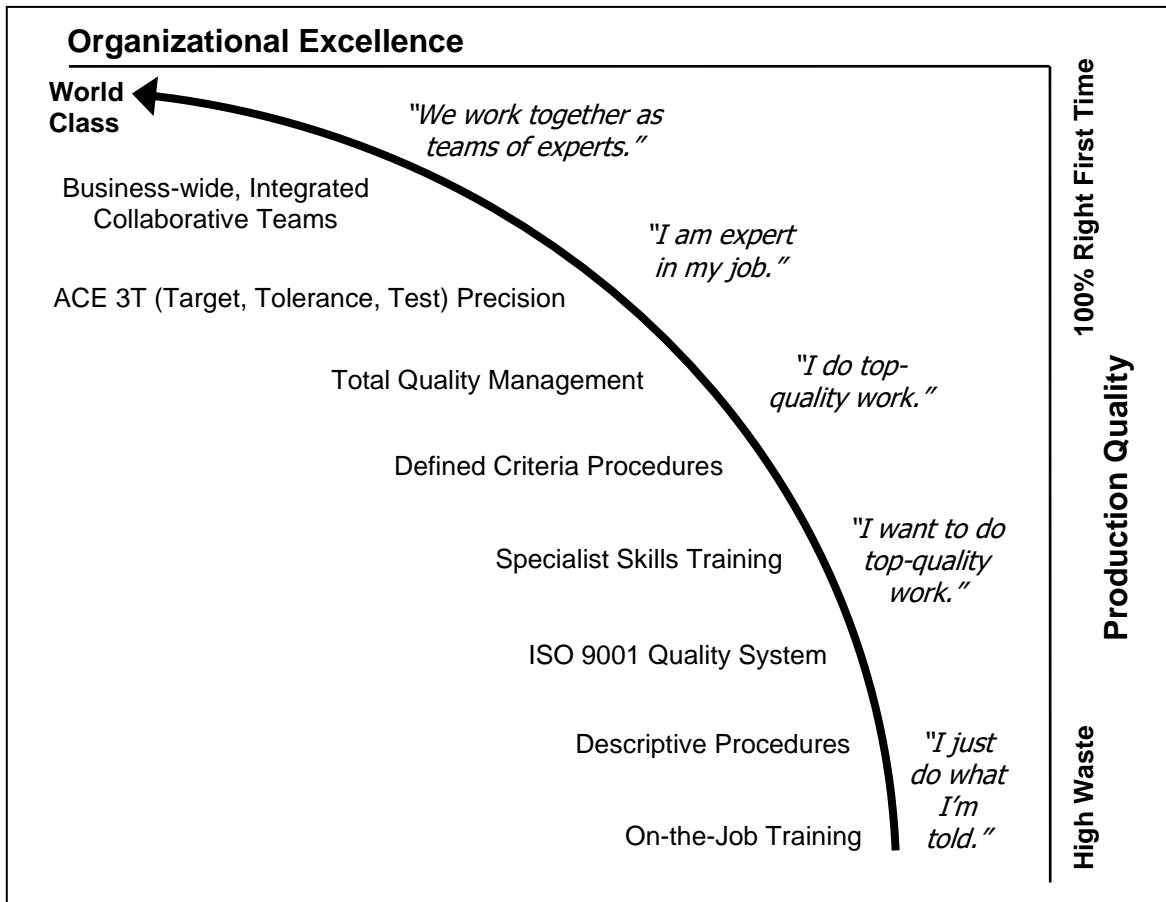 Organizational Excellence
World
Class
“We work together as
teams of experts.”
Business-wide, Integrated
Collaborative Teams
“I am expert
in my job.”
ACE 3T (Target, Tolerance, Test) Precision
“I do top-
quality work.”
Total Quality Management
Defined Criteria Procedures
“I want to do
top-quality
work.”
Specialist Skills Training
ISO 9001 Quality System
Descriptive Procedures
“I just
do what
I’m
told.”
On-the-Job Training
100% Right First Time
Production Quality
High Waste